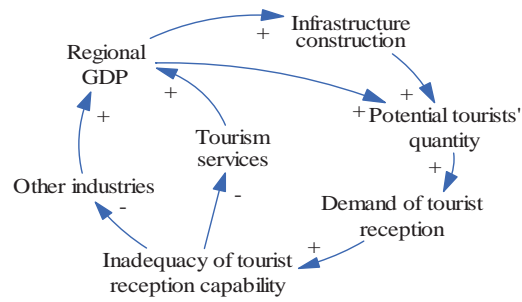 Infrastructure
construction
+
Regional
GDP
+
+
+
+
Potential tourists'
quantity
Tourism
services
+
Other industries
-
-
Demand of tourist
reception
+
Inadequacy of tourist
reception capability